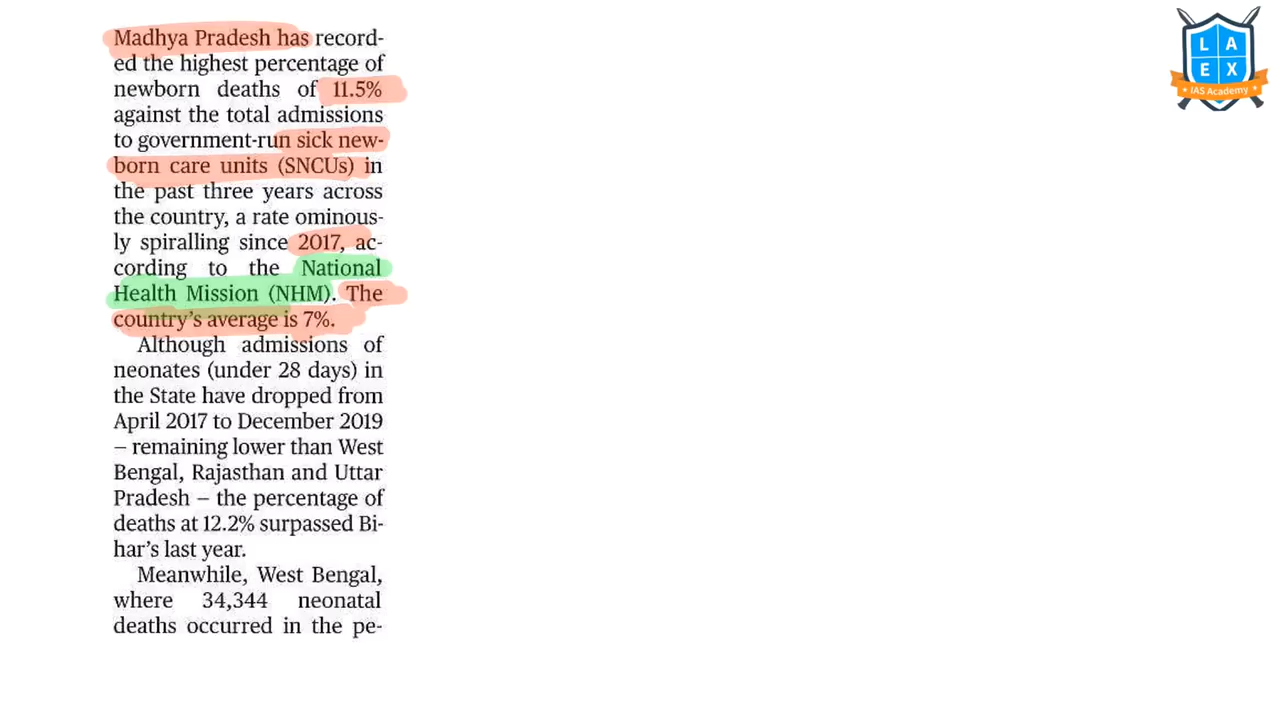 Madhya Pradesh has record-
ed the highest percentage of
newborn deaths of 11.5%
against the total admissions
to government-run sick new-
born care units (SNCUs) in
the past three years across
the country, a rate ominous-
ly spiralling since 2017, ac-
cording to the National
Health Mission (NHM). The
country's average is 7%.
Although admissions of
neonates (under 28 days) in
the State have dropped from
April 2017 to December 2019
– remaining lower than West
Bengal, Rajasthan and Uttar
Pradesh – the percentage of
deaths at 12.2% surpassed Bi-
har's last year.
Meanwhile, West Bengal,
where 34,344 neonatal
deaths occurred in the pe-
L A
E X
IAS Academy